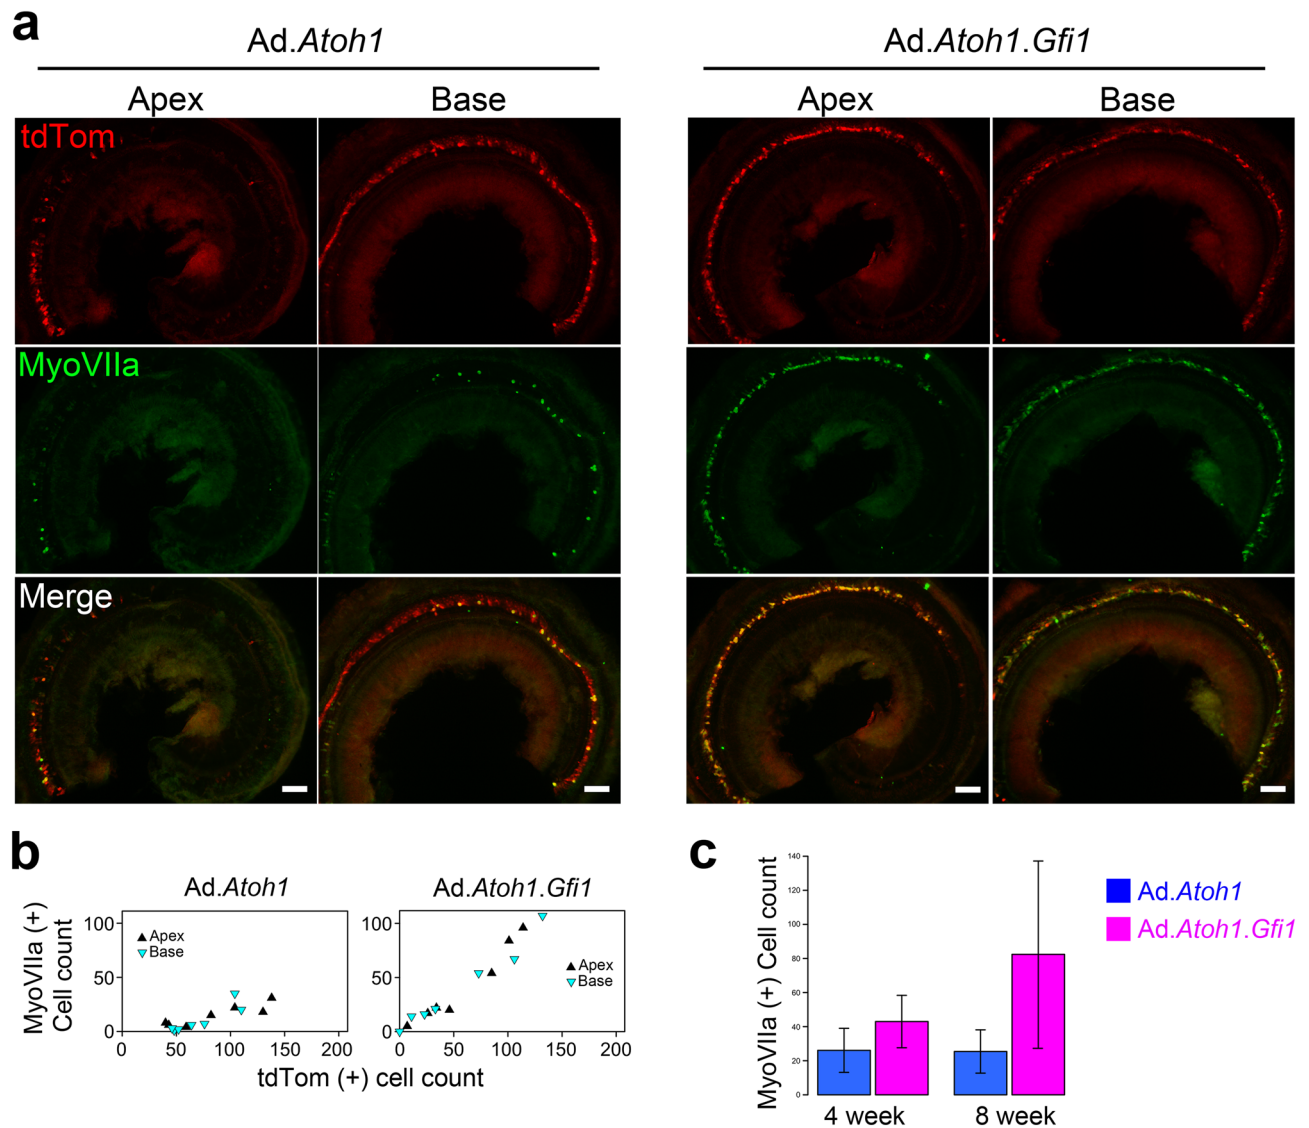 a
Ad.Atoh1
Ad.Atoh1.Gfi1
Apex
Base
Apex
Base
tdTom
MyoVIIa
Merge
b
Ad.Atoh1
Ad.Atoh1.Gfi1
MyoVIIa (+)
Cell count
100
50
0
Apex
Base
0 50 100 150 200
100
50
0
Apex
Base
0 50 100 150 200
tdTom (+) cell count
c
MyoVIIa (+) Cell count
140
120
100
80
60
40
20
0
4 week
8 week
Ad.Atoh1
Ad.Atoh1.Gfi1